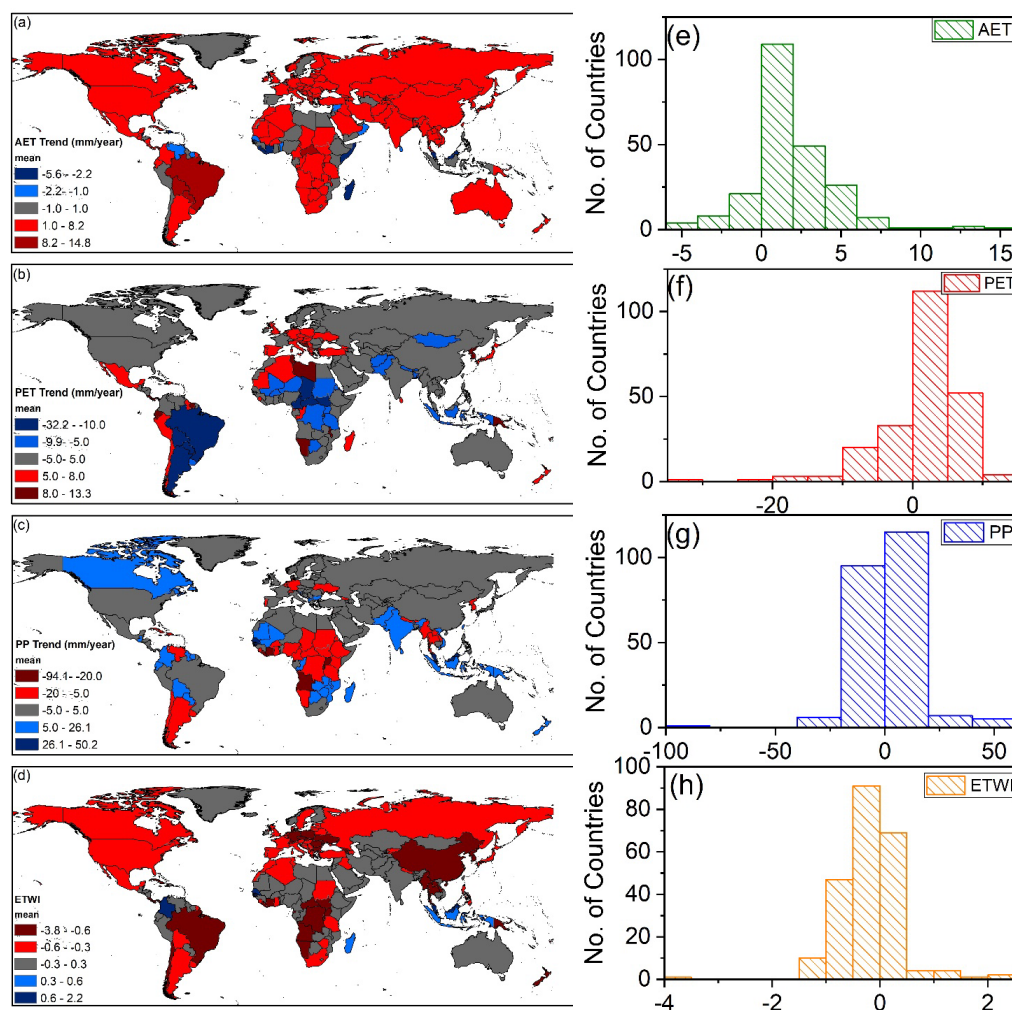 (a)
AET Trend (mm/year)
mean
-5.6 - -2.2
-2.2 - -1.0
-1.0 - 1.0
1.0 - 8.2
8.2 - 14.8
(b)
PET Trend (mm/year)
mean
-32.2 - -10.0
-9.9 - -5.0
-5.0 - 5.0
5.0 - 8.0
8.0 - 13.3
(c)
PP Trend (mm/year)
mean
-94.1 - -20.0
-20 - -5.0
-5.0 - 5.0
5.0 - 26.1
26.1 - 50.2
(d)
ETWI
mean
-3.8 - -0.6
-0.6 - -0.3
-0.3 - 0.3
0.3 - 0.6
0.6 - 2.2
(e)
AET
No. of Countries
100
50
0
-5 0 5 10 15
(f)
PET
No. of Countries
100
50
0
-20 0
(g)
PP
No. of Countries
100
50
0
-100 -50 0 50
(h)
ETWI
No. of Countries
100
80
60
40
20
0
-4 -2 0 2